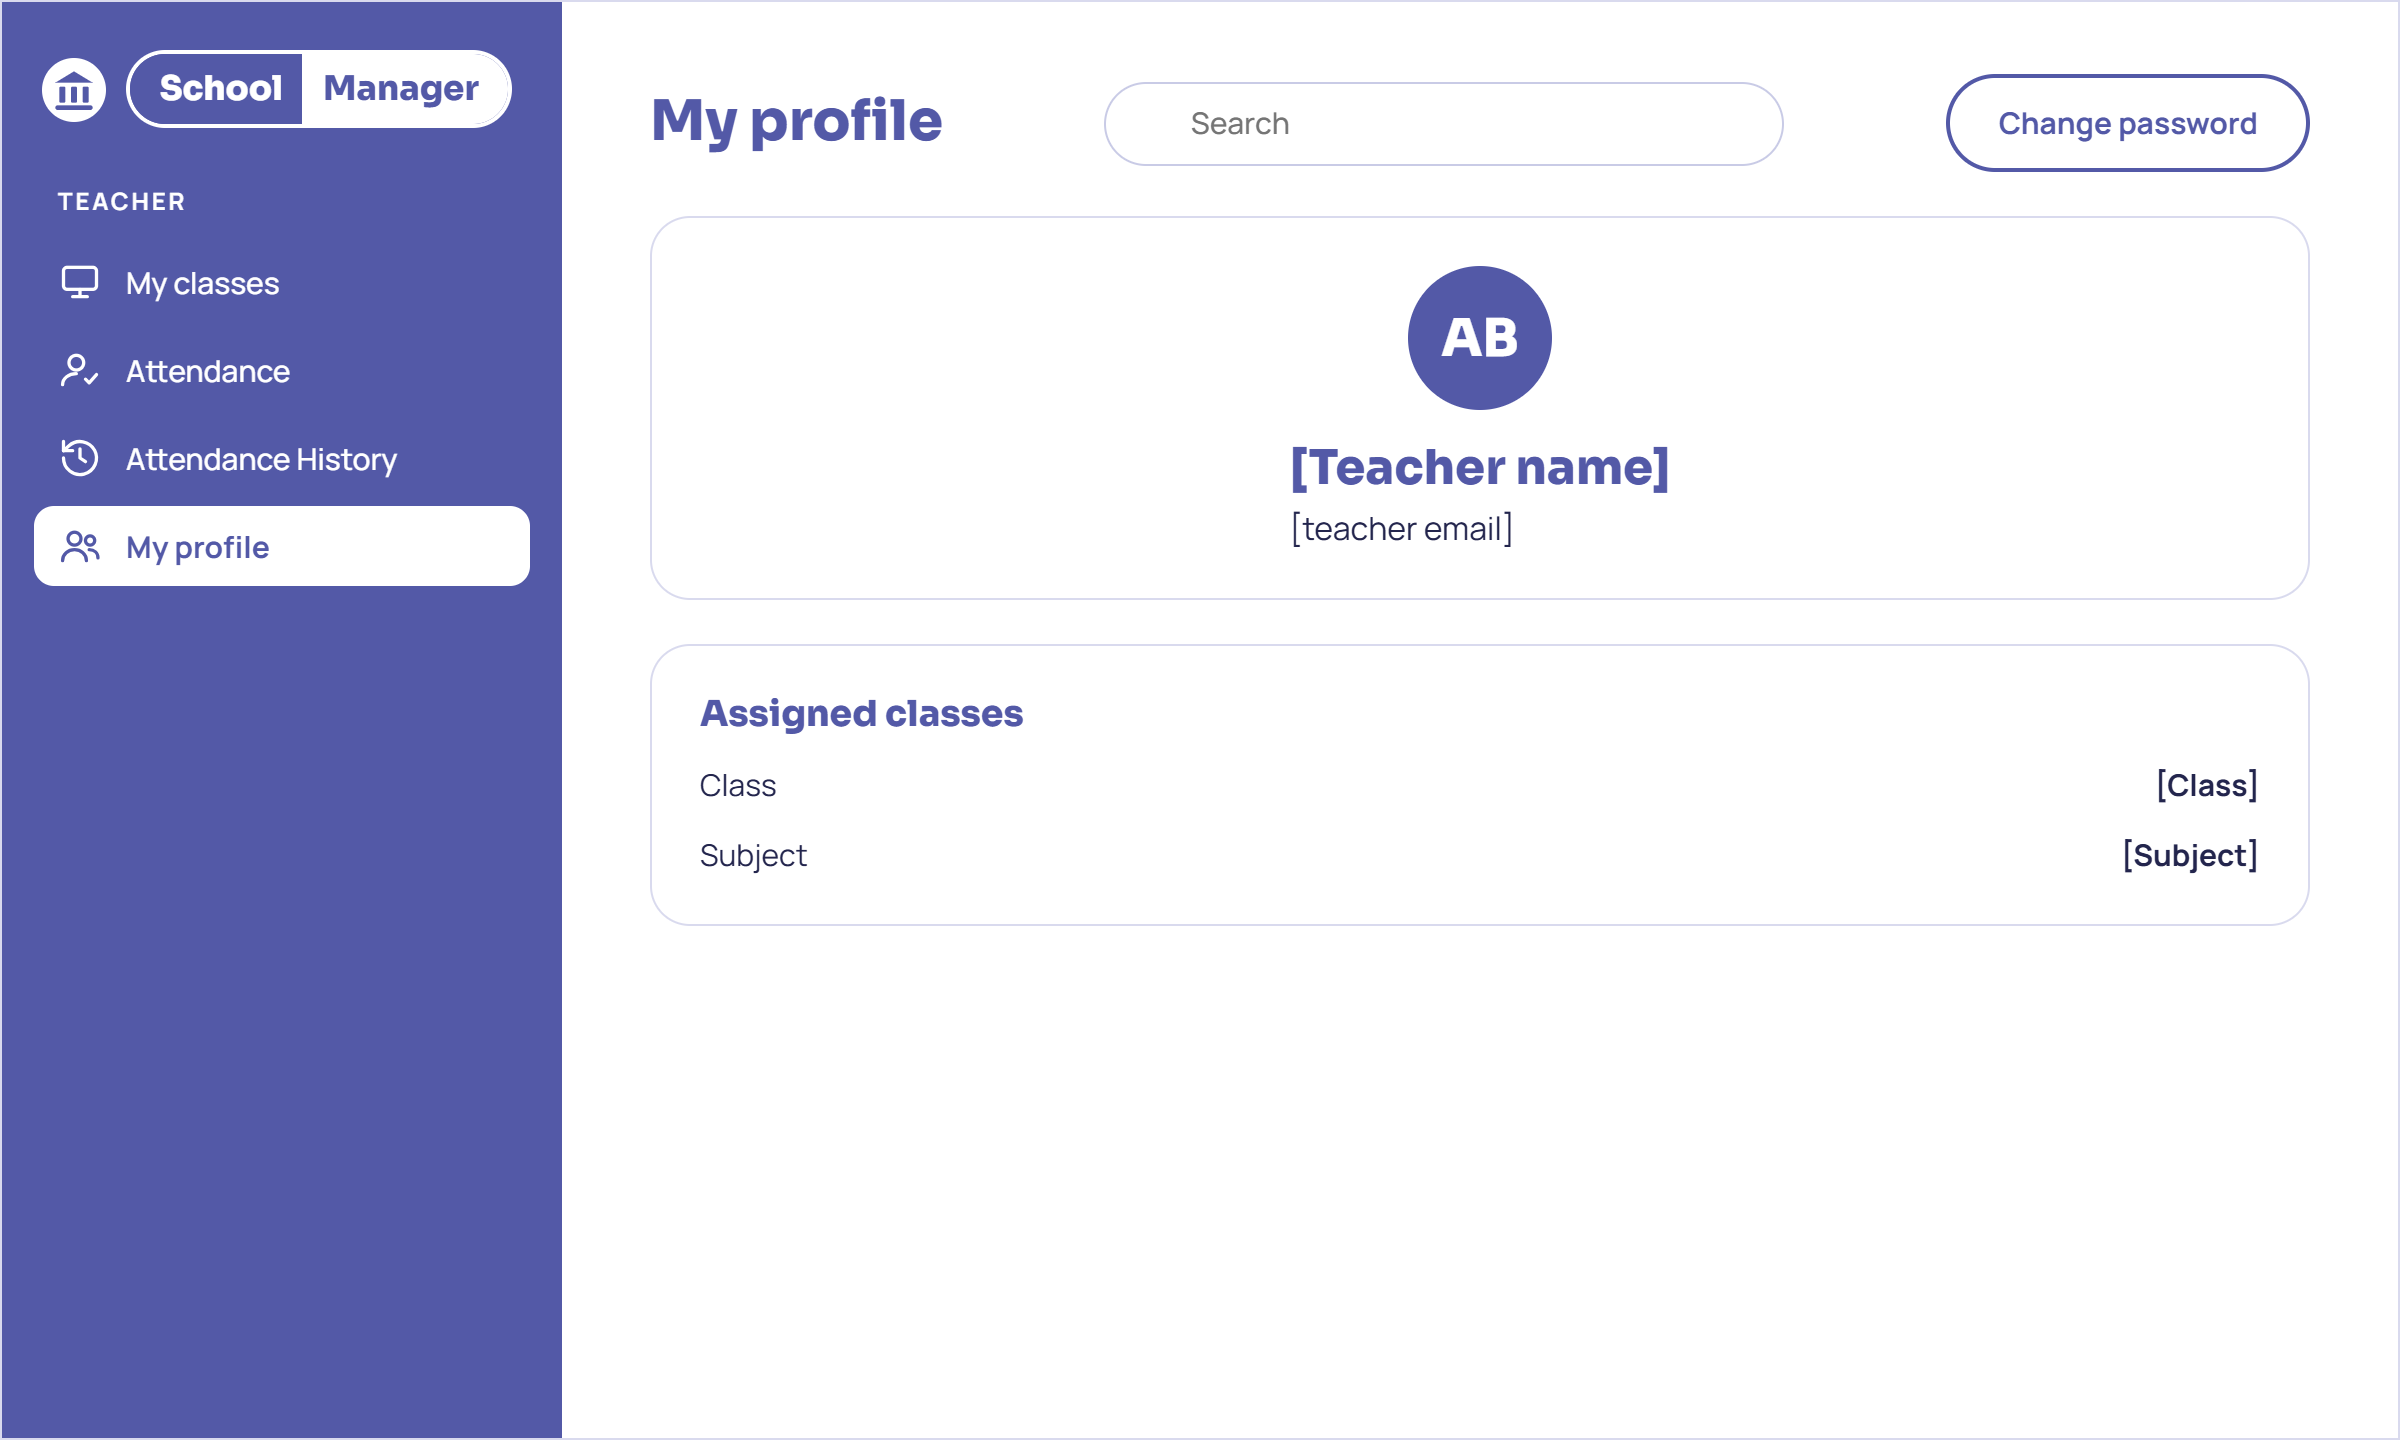 School Manager
TEACHER
My classes
Attendance
Attendance History
My profile
My profile
Search
Change password
AB
[Teacher name]
[teacher email]
Assigned classes
Class [Class]
Subject [Subject]